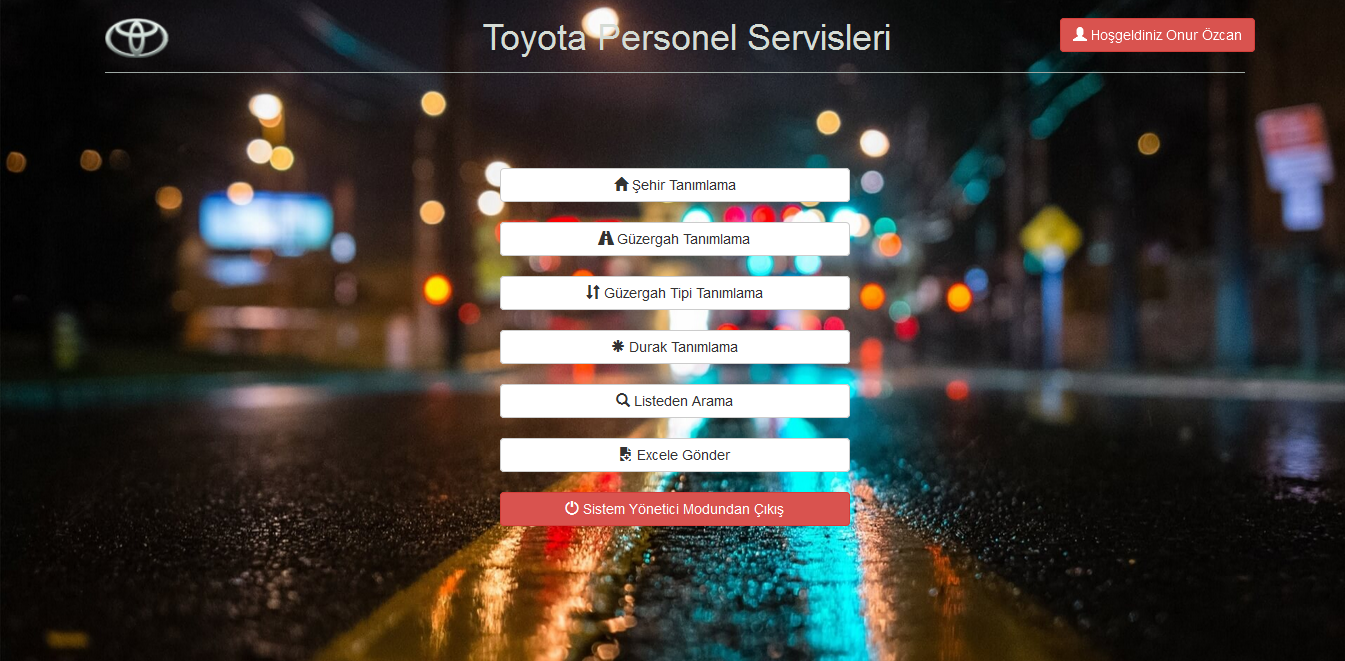 Toyota Personel Servisleri
Hoşgeldiniz Onur Özcan
Şehir Tanımlama
Güzergah Tanımlama
Güzergah Tipi Tanımlama
Durak Tanımlama
Listeden Arama
Excele Gönder
Sistem Yönetici Modundan Çıkış